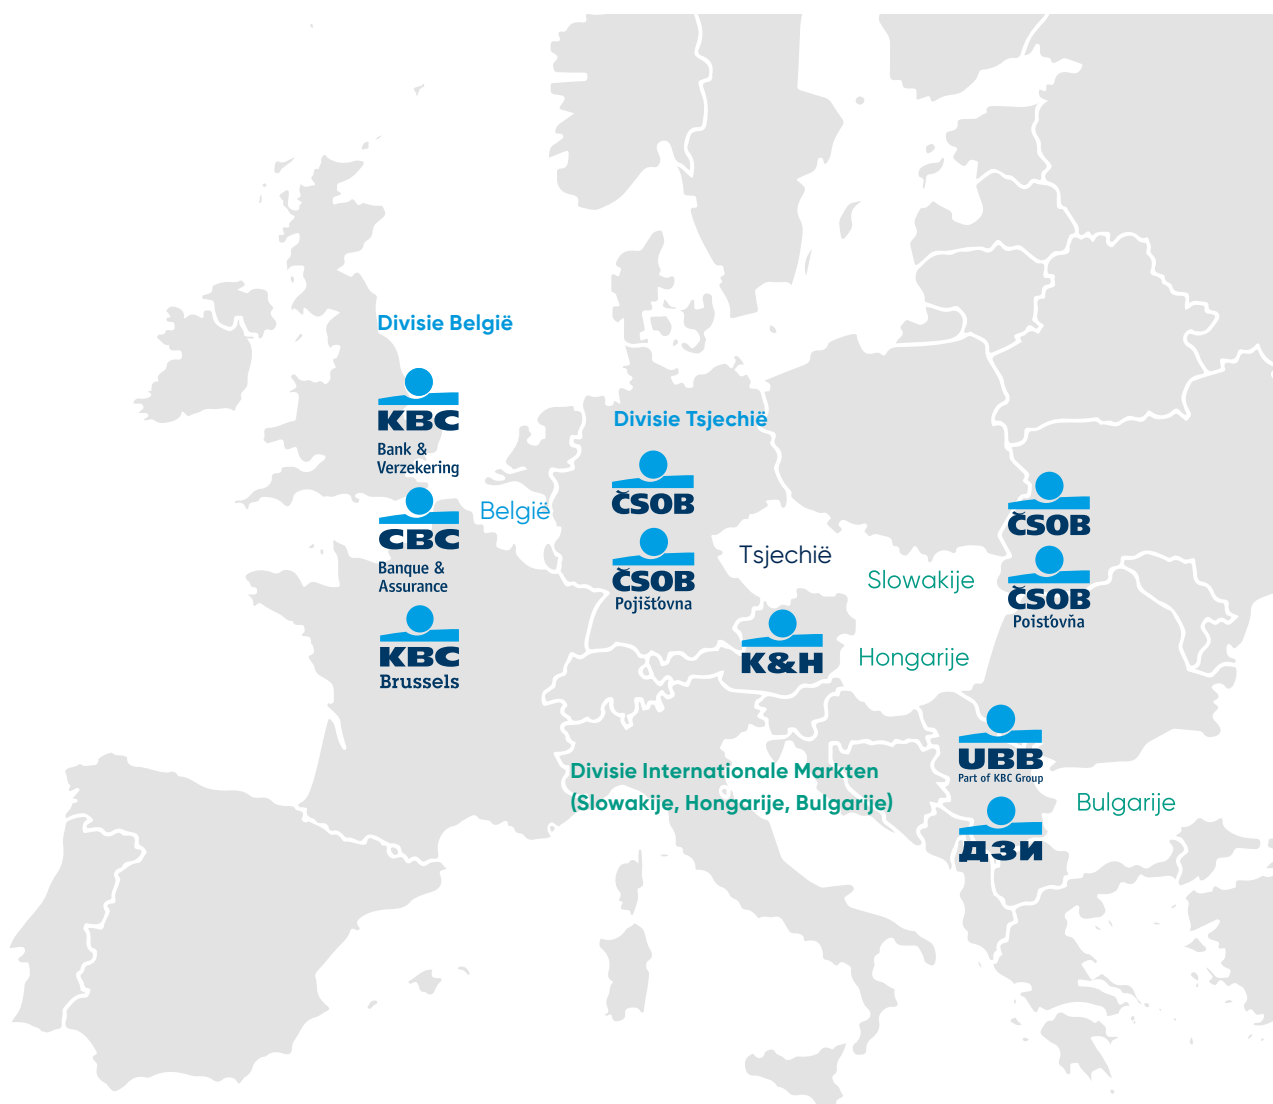 Divisie België
KBC
Bank &
Verzekering
CBC
Banque &
Assurance
KBC
Brussels
België
Divisie Tsjechië
ČSOB
ČSOB
Pojišťovna
Tsjechië
Slowakije
ČSOB
ČSOB
Poisťovňa
K&H
Hongarije
Divisie Internationale Markten
(Slowakije, Hongarije, Bulgarije)
UBB
Part of KBC Group
ДЗИ
Bulgarije